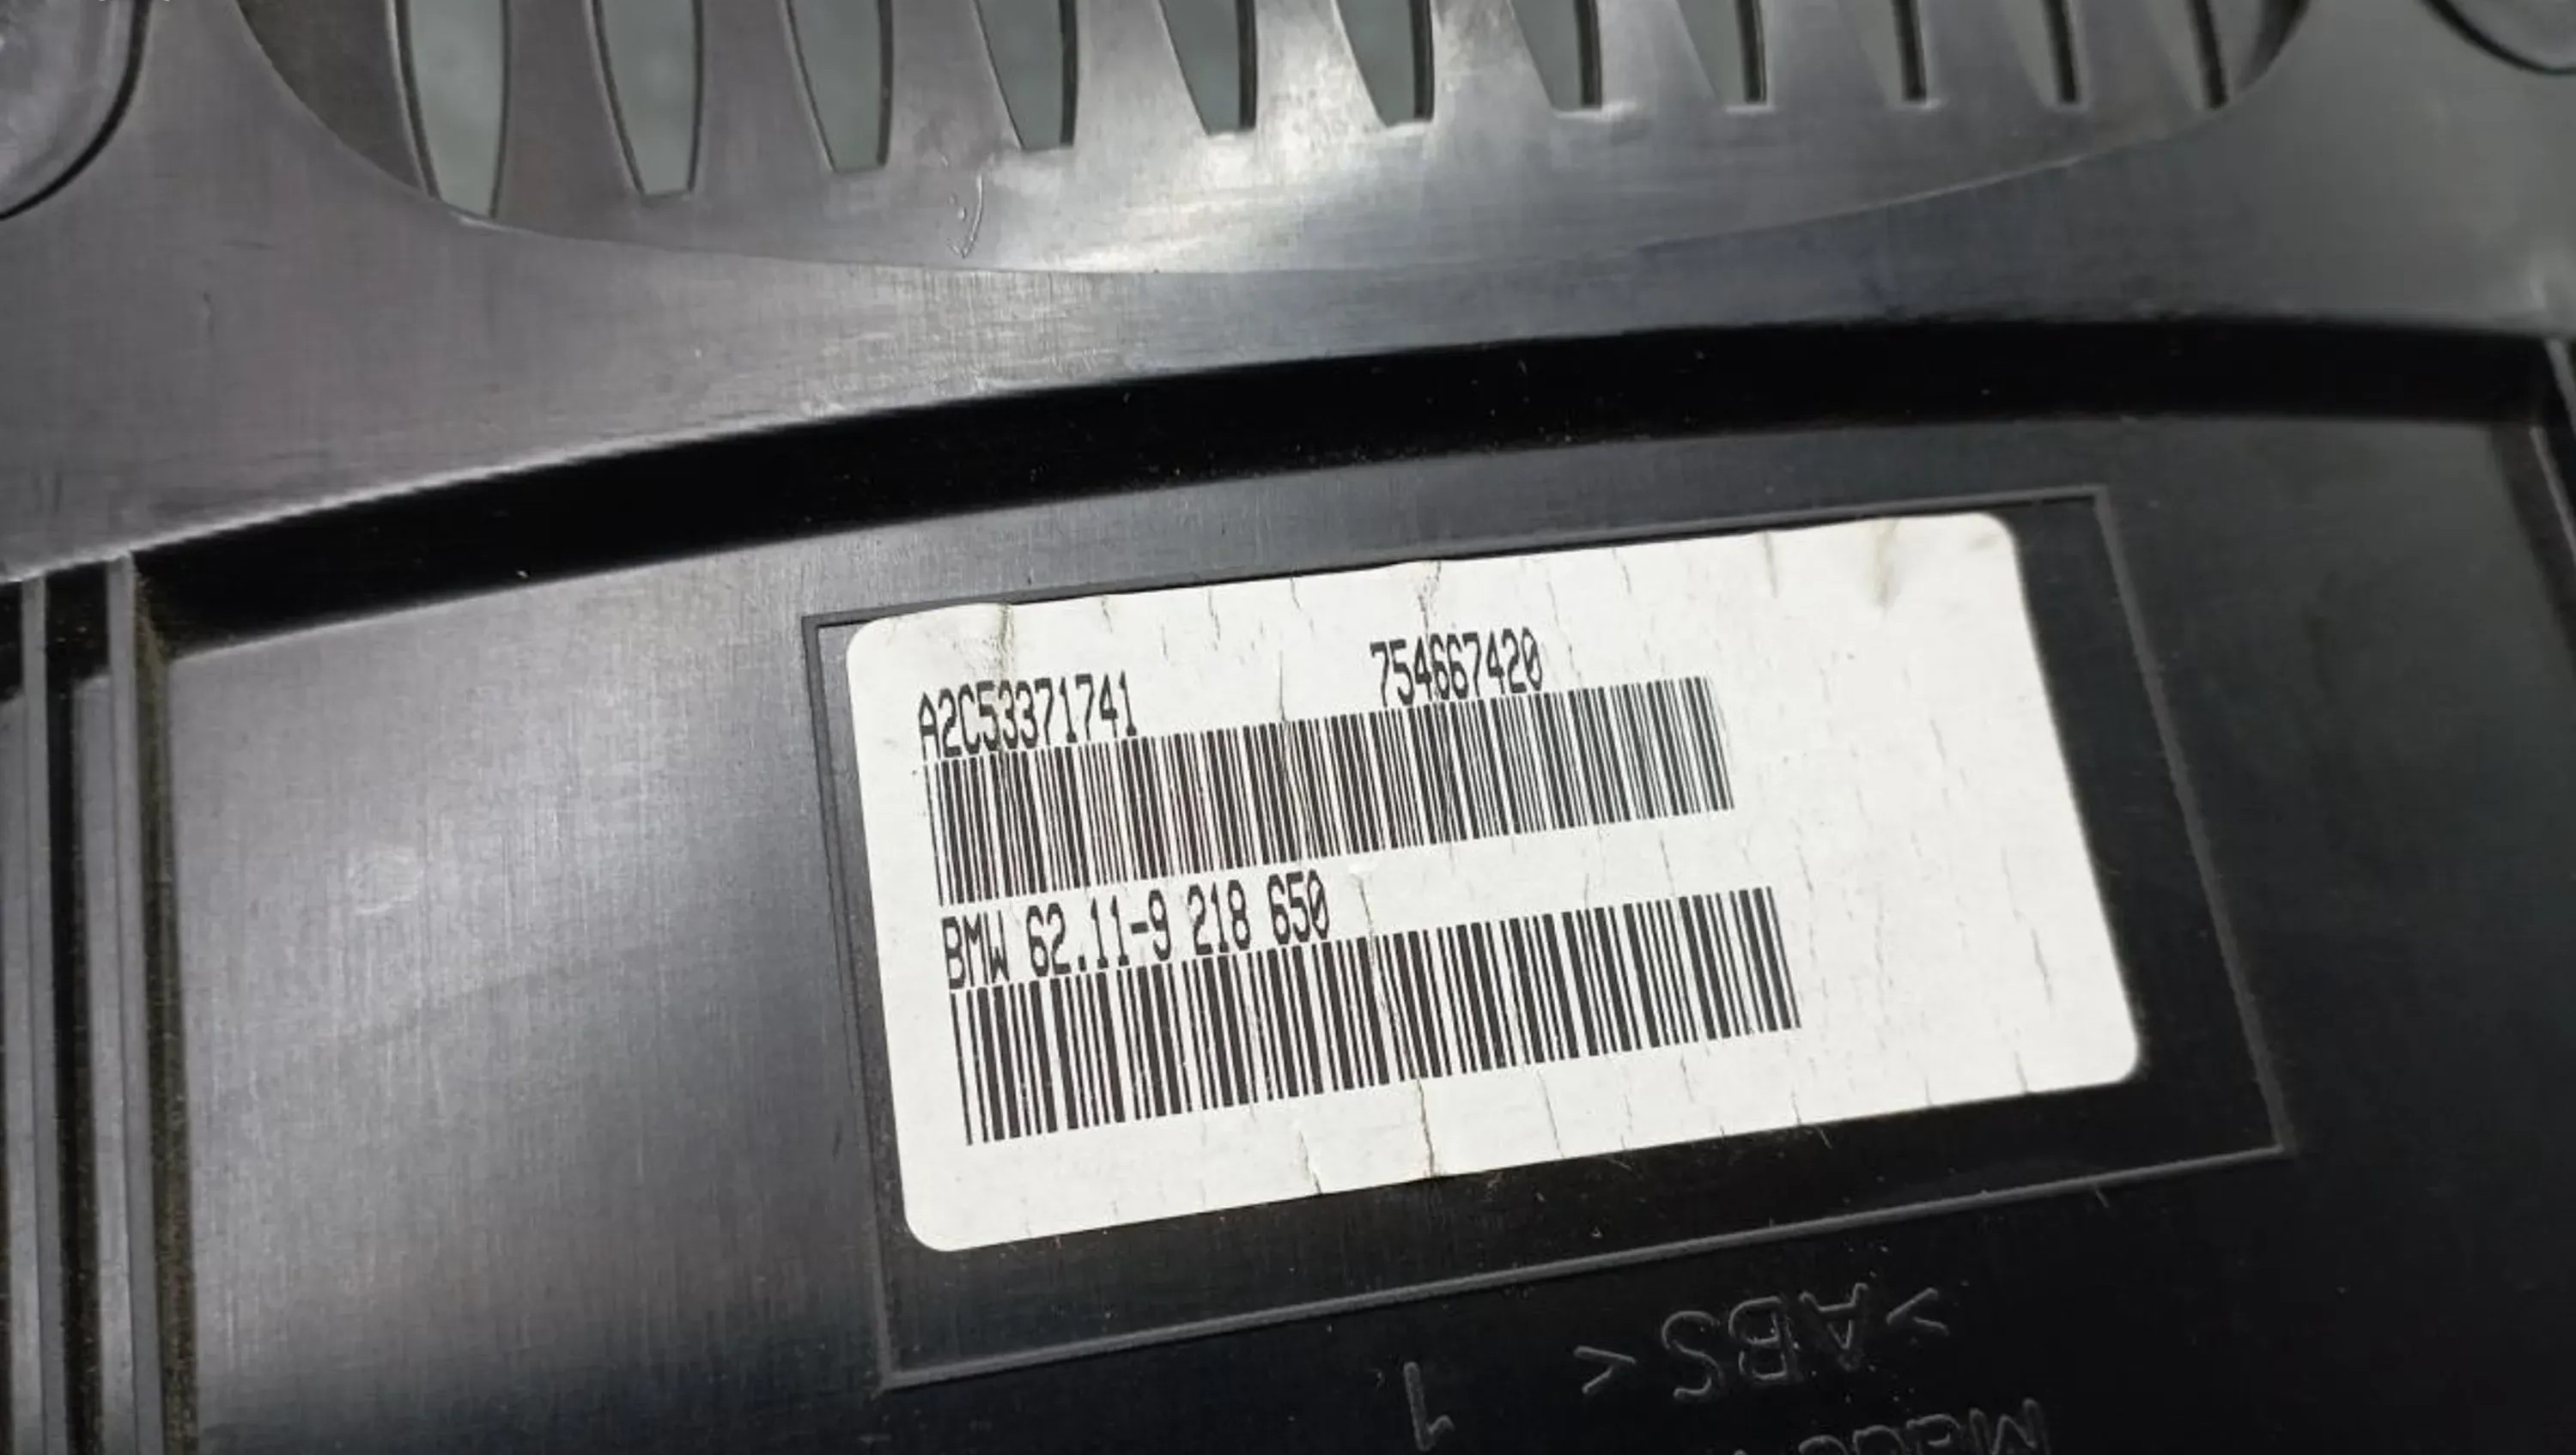 A2C53371741 754667420
BMW 62.11-9 218 650
>ABS<
1